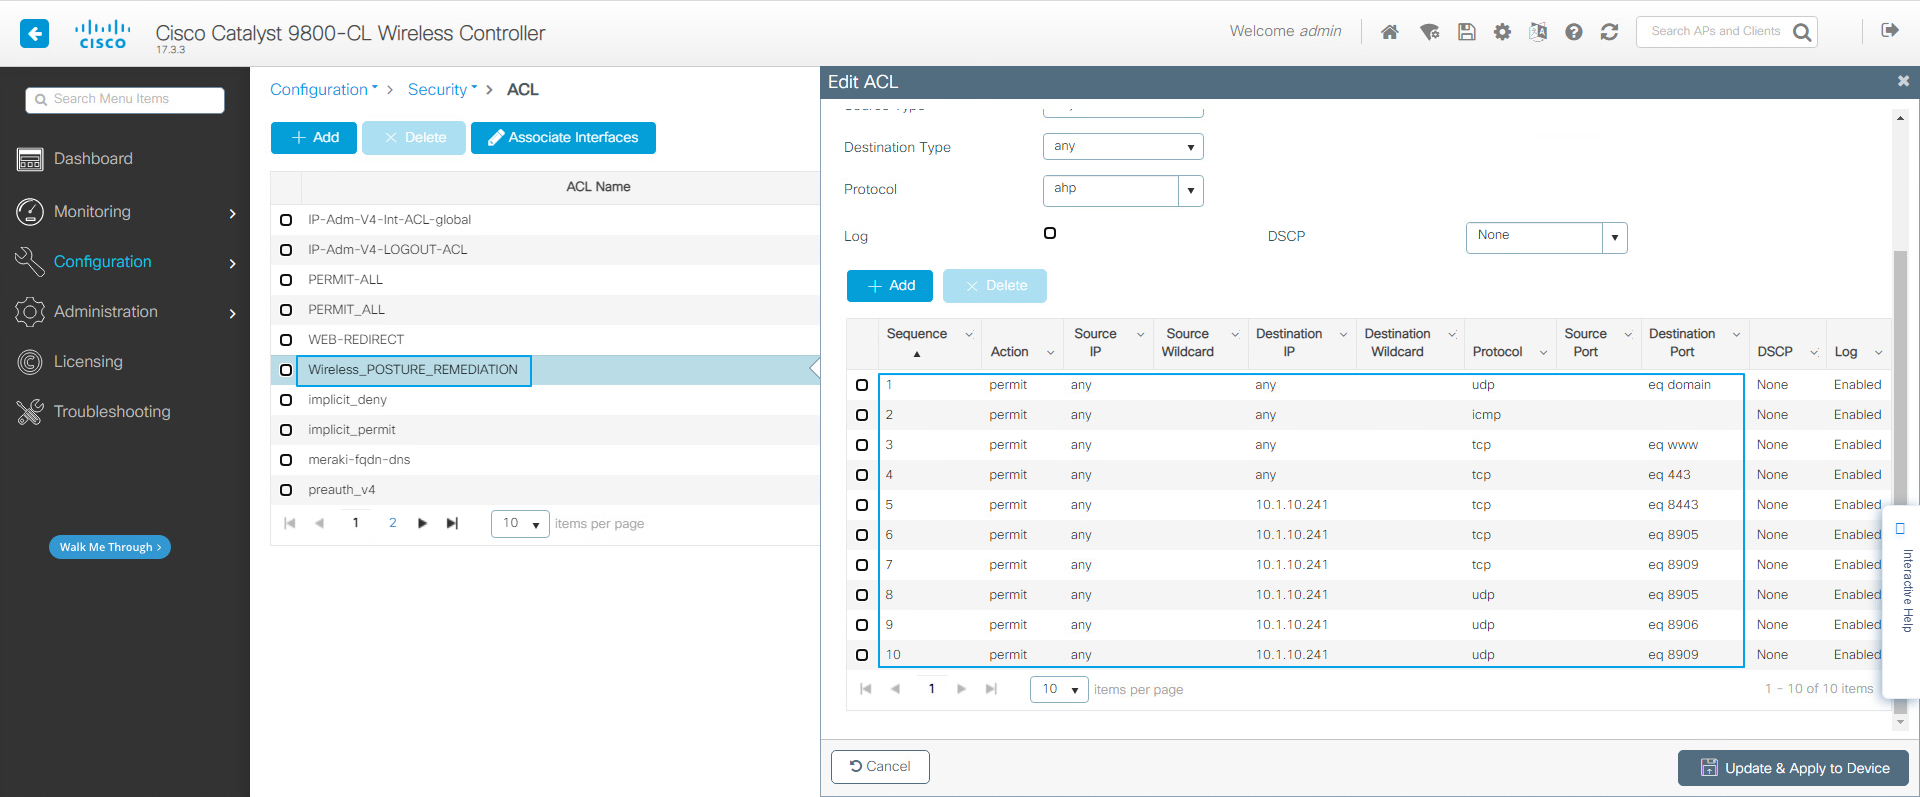 CISCO
Cisco Catalyst 9800-CL Wireless Controller
17.3.3
Welcome admin
Search APs and Clients
Search Menu Items
Dashboard
Monitoring
Configuration
Administration
Licensing
Troubleshooting
Walk Me Through >
Configuration > Security > ACL
Add
Delete
Associate Interfaces
ACL Name
IP-Adm-V4-Int-ACL-global
IP-Adm-V4-LOGOUT-ACL
PERMIT-ALL
PERMIT_ALL
WEB-REDIRECT
Wireless_POSTURE_REMEDIATION
implicit_deny
implicit_permit
meraki-fqdn-dns
preauth_v4
1 2 10 items per page
Edit ACL
Source Type
Destination Type any
Protocol ahp
Log DSCP None
Add Delete
Sequence Action Source IP Source Wildcard Destination IP Destination Wildcard Protocol Source Port Destination Port DSCP Log
1 permit any any udp eq domain None Enabled
2 permit any any icmp None Enabled
3 permit any any tcp eq www None Enabled
4 permit any any tcp eq 443 None Enabled
5 permit any 10.1.10.241 tcp eq 8443 None Enabled
6 permit any 10.1.10.241 tcp eq 8905 None Enabled
7 permit any 10.1.10.241 tcp eq 8909 None Enabled
8 permit any 10.1.10.241 udp eq 8905 None Enabled
9 permit any 10.1.10.241 udp eq 8906 None Enabled
10 permit any 10.1.10.241 udp eq 8909 None Enabled
1 10 items per page 1 - 10 of 10 items
Interactive Help
Cancel
Update & Apply to Device